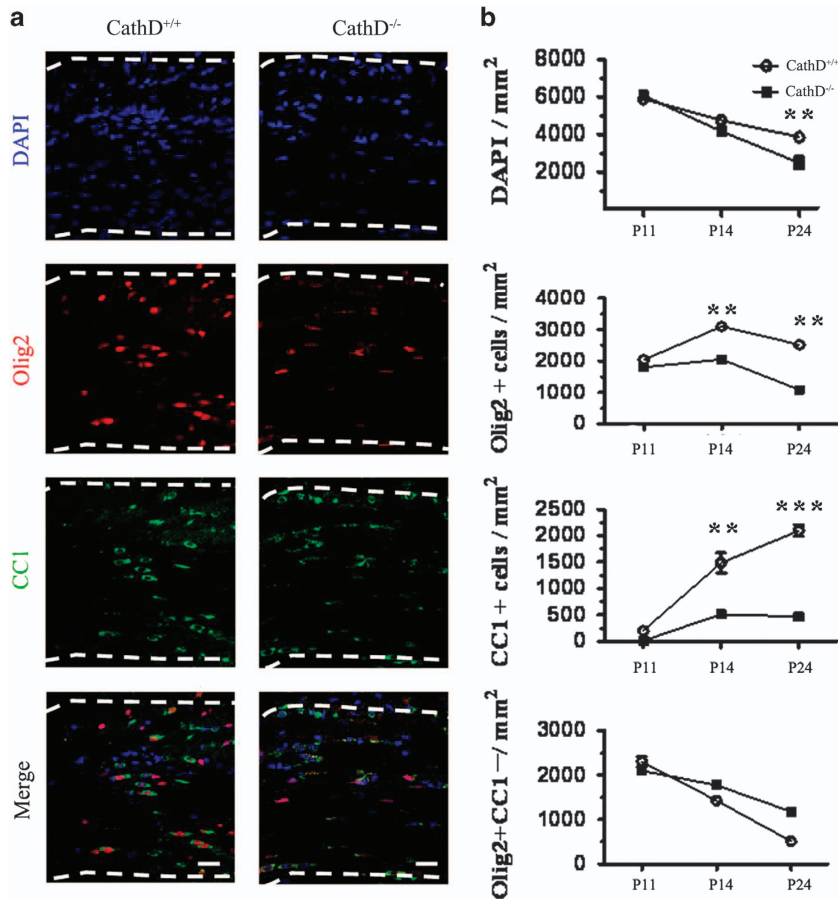 a
CathD+/+
CathD-/-
DAPI
Olig2
CC1
Merge
b
DAPI / mm2
8000
6000
4000
2000
CathD+/+
CathD-/-
**
P11
P14
P24
Olig2 + cells / mm2
4000
3000
2000
1000
0
**
**
P11
P14
P24
CC1 + cells / mm2
2500
2000
1500
1000
500
0
**
***
P11
P14
P24
Olig2+CC1 −/ mm2
3000
2000
1000
0
P11
P14
P24